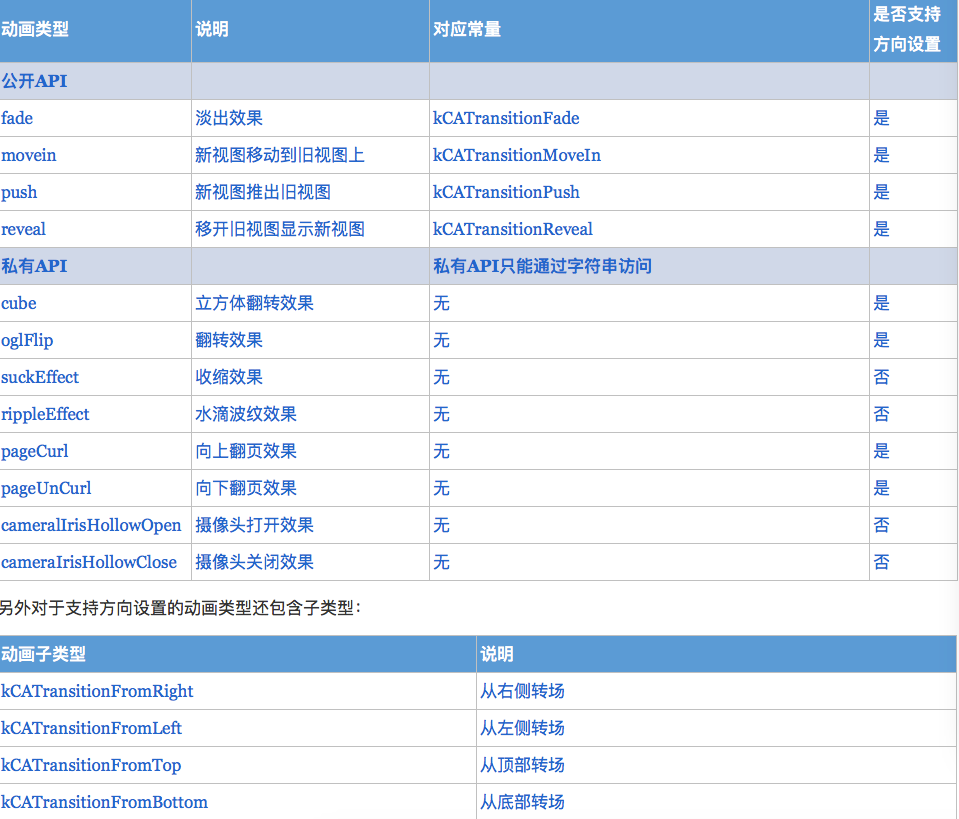 动画类型 说明 对应常量 是否支持
方向设置
公开API
fade 淡出效果 kCATransitionFade 是
movein 新视图移动到旧视图上 kCATransitionMoveIn 是
push 新视图推出旧视图 kCATransitionPush 是
reveal 移开旧视图显示新视图 kCATransitionReveal 是
私有API 私有API只能通过字符串访问
cube 立方体翻转效果 无 是
oglFlip 翻转效果 无 是
suckEffect 收缩效果 无 否
rippleEffect 水滴波纹效果 无 否
pageCurl 向上翻页效果 无 是
pageUnCurl 向下翻页效果 无 是
cameralIrisHollowOpen 摄像头打开效果 无 否
cameraIrisHollowClose 摄像头关闭效果 无 否
另外对于支持方向设置的动画类型还包含子类型：
动画子类型 说明
kCATransitionFromRight 从右侧转场
kCATransitionFromLeft 从左侧转场
kCATransitionFromTop 从顶部转场
kCATransitionFromBottom 从底部转场